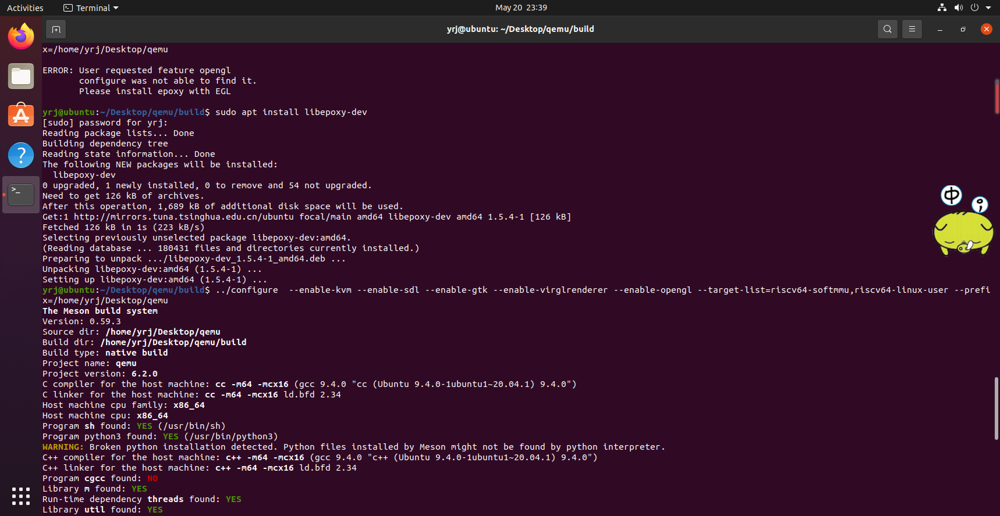 Activities
Terminal
May 20 23:39
yrj@ubuntu: ~/Desktop/qemu/build
x=/home/yrj/Desktop/qemu
ERROR: User requested feature opengl
configure was not able to find it.
Please install epoxy with EGL
yrj@ubuntu:~/Desktop/qemu/build$ sudo apt install libepoxy-dev
[sudo] password for yrj:
Reading package lists... Done
Building dependency tree
Reading state information... Done
The following NEW packages will be installed:
libepoxy-dev
0 upgraded, 1 newly installed, 0 to remove and 54 not upgraded.
Need to get 126 kB of archives.
After this operation, 1,689 kB of additional disk space will be used.
Get:1 http://mirrors.tuna.tsinghua.edu.cn/ubuntu focal/main amd64 libepoxy-dev amd64 1.5.4-1 [126 kB]
Fetched 126 kB in 1s (223 kB/s)
Selecting previously unselected package libepoxy-dev:amd64.
(Reading database ... 180431 files and directories currently installed.)
Preparing to unpack .../libepoxy-dev_1.5.4-1_amd64.deb ...
Unpacking libepoxy-dev:amd64 (1.5.4-1) ...
Setting up libepoxy-dev:amd64 (1.5.4-1) ...
yrj@ubuntu:~/Desktop/qemu/build$ ../configure  --enable-kvm --enable-sdl --enable-gtk --enable-virglrenderer --enable-opengl --target-list=riscv64-softmmu,riscv64-linux-user --prefi
x=/home/yrj/Desktop/qemu
The Meson build system
Version: 0.59.3
Source dir: /home/yrj/Desktop/qemu
Build dir: /home/yrj/Desktop/qemu/build
Build type: native build
Project name: qemu
Project version: 6.2.0
C compiler for the host machine: cc -m64 -mcx16 (gcc 9.4.0 "cc (Ubuntu 9.4.0-1ubuntu1~20.04.1) 9.4.0")
C linker for the host machine: cc -m64 -mcx16 ld.bfd 2.34
Host machine cpu family: x86_64
Host machine cpu: x86_64
Program sh found: YES (/usr/bin/sh)
Program python3 found: YES (/usr/bin/python3)
WARNING: Broken python installation detected. Python files installed by Meson might not be found by python interpreter.
C++ compiler for the host machine: c++ -m64 -mcx16 (gcc 9.4.0 "c++ (Ubuntu 9.4.0-1ubuntu1~20.04.1) 9.4.0")
C++ linker for the host machine: c++ -m64 -mcx16 ld.bfd 2.34
Program cgcc found: NO
Library m found: YES
Run-time dependency threads found: YES
Library util found: YES
中
;